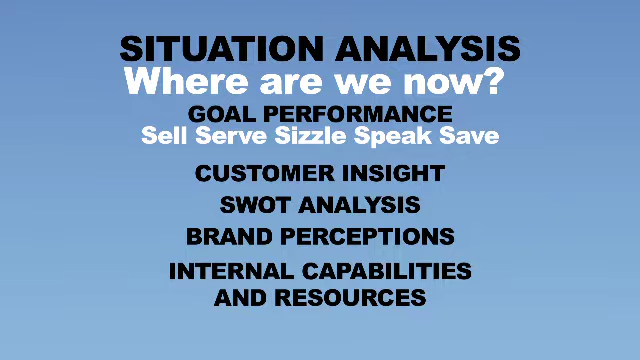 SITUATION ANALYSIS
Where are we now?
GOAL PERFORMANCE
Sell Serve Sizzle Speak Save
CUSTOMER INSIGHT
SWOT ANALYSIS
BRAND PERCEPTIONS
INTERNAL CAPABILITIES
AND RESOURCES